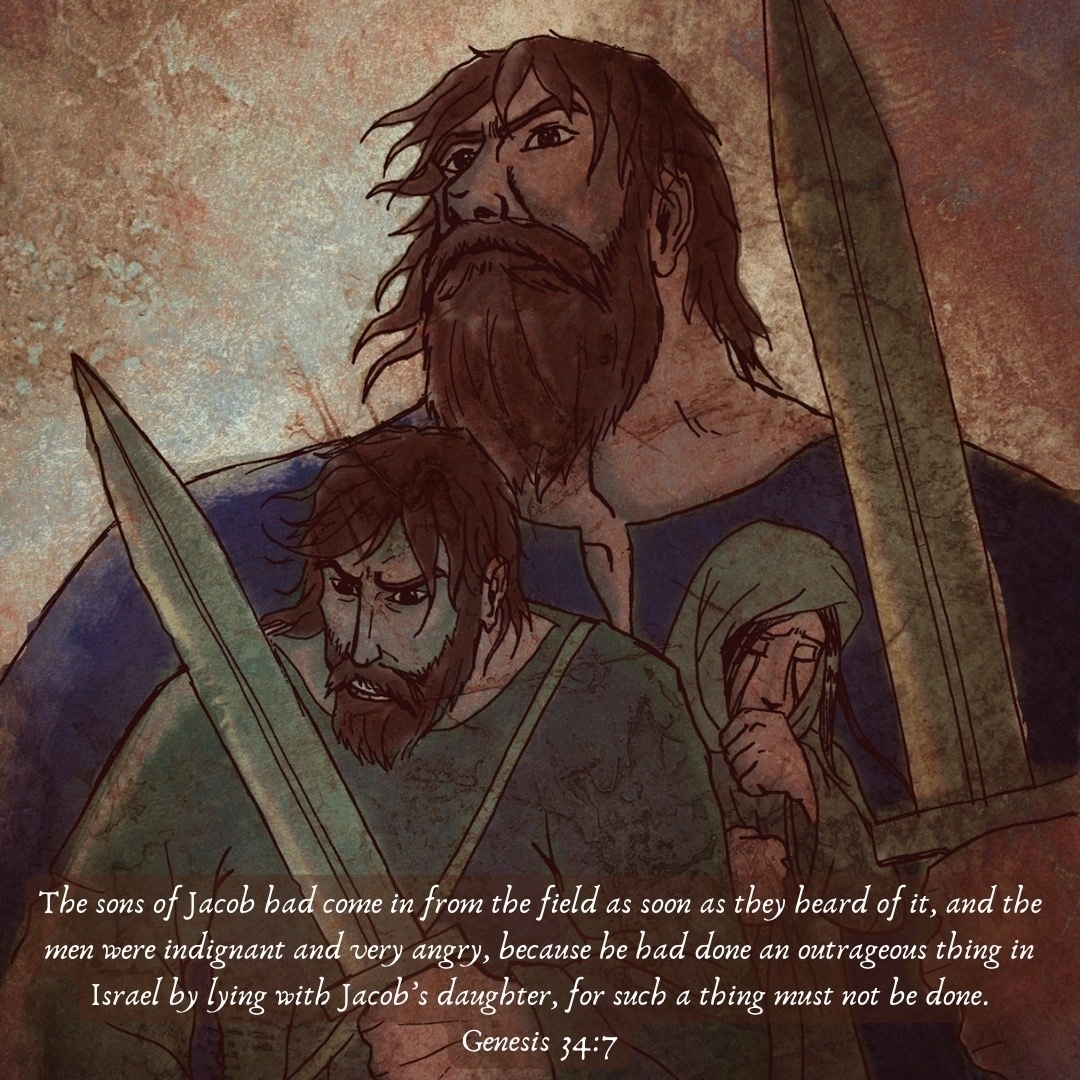 The sons of Jacob had come in from the field as soon as they heard of it, and the
men were indignant and very angry, because he had done an outrageous thing in
Israel by lying with Jacob's daughter, for such a thing must not be done.
Genesis 34:7